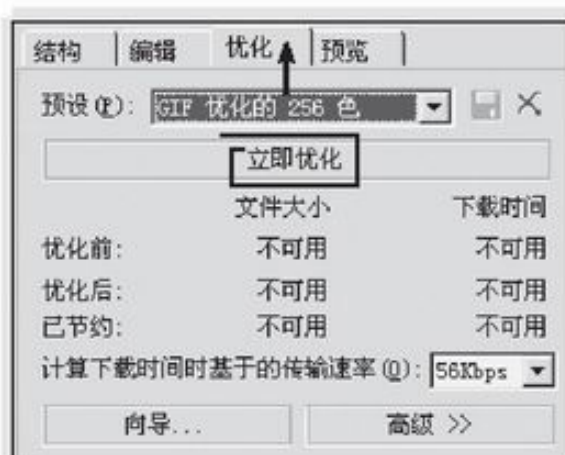 结构 编辑 优化 预览
预设(P): GIF 优化的 256 色
立即优化
文件大小 下载时间
优化前: 不可用 不可用
优化后: 不可用 不可用
已节约: 不可用 不可用
计算下载时间时基于的传输速率(O): 56Kbps
向导... 高级 >>